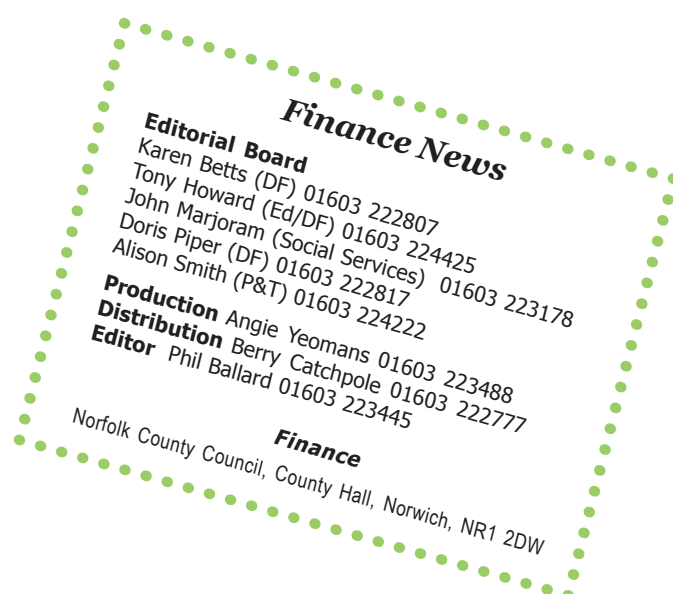 Finance News
Editorial Board
Karen Betts (DF) 01603 222807
Tony Howard (Ed/DF) 01603 224425
John Marjoram (Social Services) 01603 223178
Doris Piper (DF) 01603 222817
Alison Smith (P&T) 01603 224222
Production Angie Yeomans 01603 223488
Distribution Berry Catchpole 01603 222777
Editor Phil Ballard 01603 223445
Finance
Norfolk County Council, County Hall, Norwich, NR1 2DW